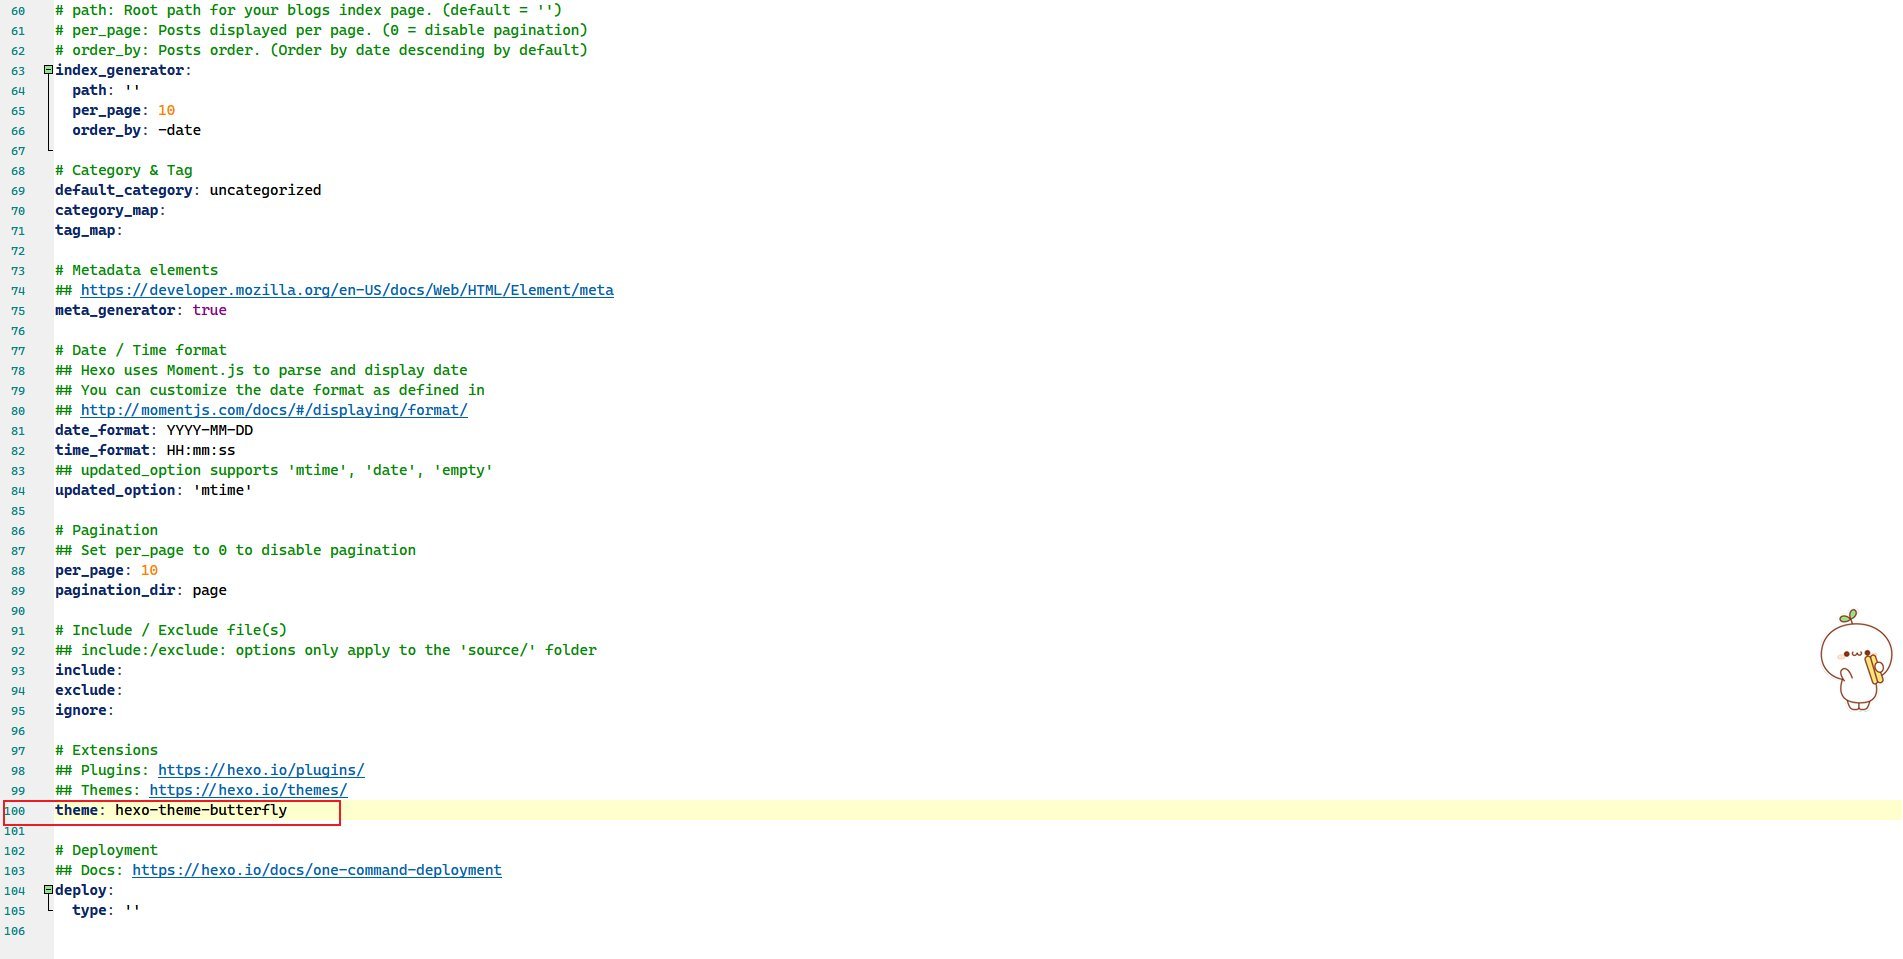 60 # path: Root path for your blogs index page. (default = '')
61 # per_page: Posts displayed per page. (0 = disable pagination)
62 # order_by: Posts order. (Order by date descending by default)
63 index_generator:
64   path: ''
65   per_page: 10
66   order_by: -date
67
68 # Category & Tag
69 default_category: uncategorized
70 category_map:
71 tag_map:
72
73 # Metadata elements
74 ## https://developer.mozilla.org/en-US/docs/Web/HTML/Element/meta
75 meta_generator: true
76
77 # Date / Time format
78 ## Hexo uses Moment.js to parse and display date
79 ## You can customize the date format as defined in
80 ## http://momentjs.com/docs/#/displaying/format/
81 date_format: YYYY-MM-DD
82 time_format: HH:mm:ss
83 ## updated_option supports 'mtime', 'date', 'empty'
84 updated_option: 'mtime'
85
86 # Pagination
87 ## Set per_page to 0 to disable pagination
88 per_page: 10
89 pagination_dir: page
90
91 # Include / Exclude file(s)
92 ## include:/exclude: options only apply to the 'source/' folder
93 include:
94 exclude:
95 ignore:
96
97 # Extensions
98 ## Plugins: https://hexo.io/plugins/
99 ## Themes: https://hexo.io/themes/
100 theme: hexo-theme-butterfly
101
102 # Deployment
103 ## Docs: https://hexo.io/docs/one-command-deployment
104 deploy:
105   type: ''
106